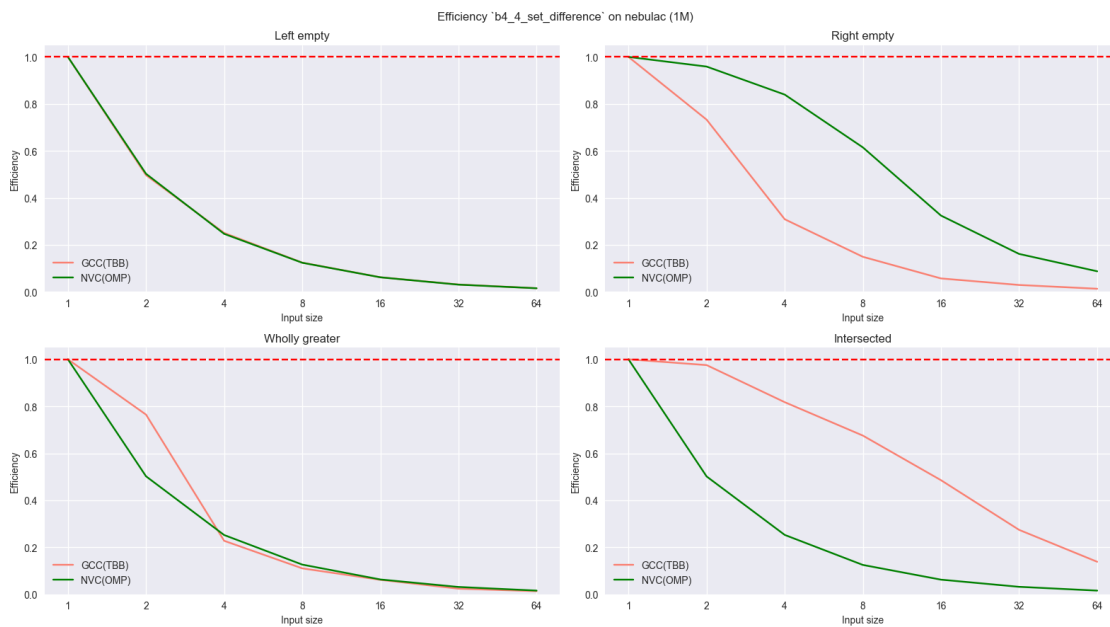 Efficiency `b4_4_set_difference` on nebulac (1M)
Left empty
1.0
0.8
0.6
0.4
0.2
0.0
Efficiency
GCC(TBB)
NVC(OMP)
1 2 4 8 16 32 64
Input size
Right empty
1.0
0.8
0.6
0.4
0.2
0.0
Efficiency
GCC(TBB)
NVC(OMP)
1 2 4 8 16 32 64
Input size
Wholly greater
1.0
0.8
0.6
0.4
0.2
0.0
Efficiency
GCC(TBB)
NVC(OMP)
1 2 4 8 16 32 64
Input size
Intersected
1.0
0.8
0.6
0.4
0.2
0.0
Efficiency
GCC(TBB)
NVC(OMP)
1 2 4 8 16 32 64
Input size